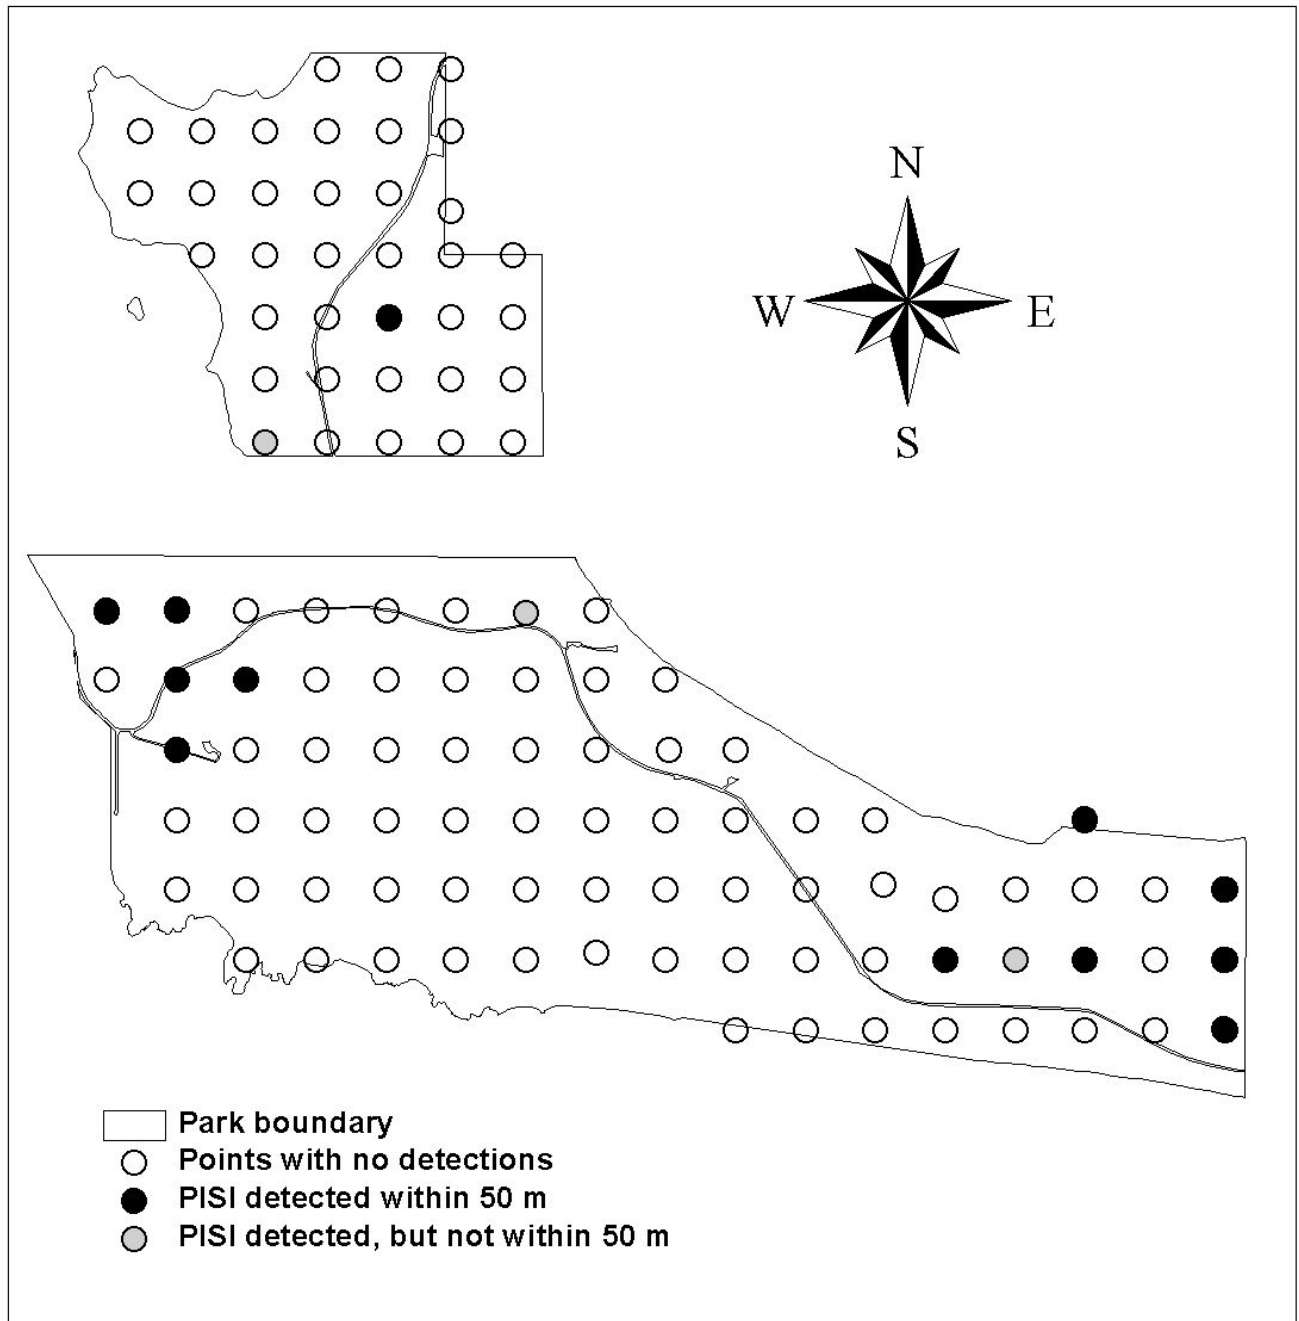 N
W
E
S
Park boundary
Points with no detections
PISI detected within 50 m
PISI detected, but not within 50 m